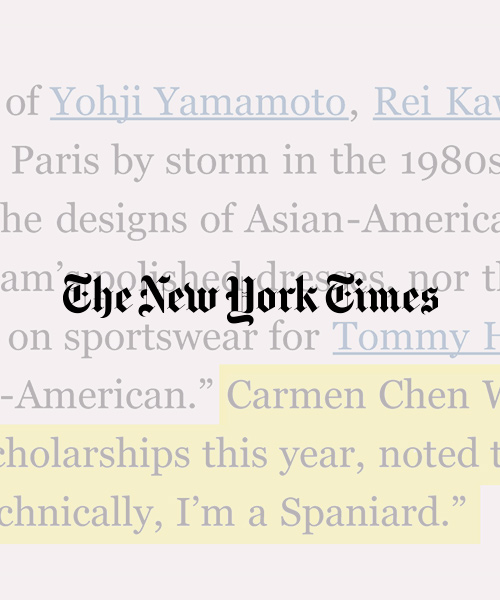 of Yohji Yamamoto, Rei Kav
Paris by storm in the 1980s
he designs of Asian-America
am's polished dresses, nor th
The New York Times
on sportswear for Tommy H
-American.” Carmen Chen W
cholarships this year, noted t
chnically, I’m a Spaniard.”